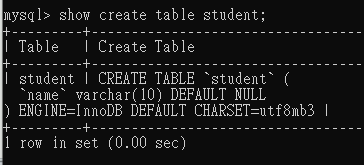 mysql> show create table student;
+---------+-------------
| Table   | Create Table
+---------+-------------
| student | CREATE TABLE `student` (
  `name` varchar(10) DEFAULT NULL
) ENGINE=InnoDB DEFAULT CHARSET=utf8mb3 |
+---------+-------------
1 row in set (0.00 sec)